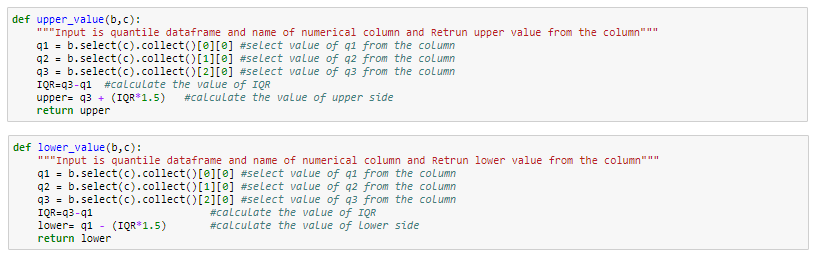 def upper_value(b,c):
    """Input is quantile dataframe and name of numerical column and Retrun upper value from the column"""
    q1 = b.select(c).collect()[0][0] #select value of q1 from the column
    q2 = b.select(c).collect()[1][0] #select value of q2 from the column
    q3 = b.select(c).collect()[2][0] #select value of q3 from the column
    IQR=q3-q1  #calculate the value of IQR
    upper= q3 + (IQR*1.5)   #calculate the value of upper side
    return upper
def lower_value(b,c):
    """Input is quantile dataframe and name of numerical column and Retrun lower value from the column"""
    q1 = b.select(c).collect()[0][0] #select value of q1 from the column
    q2 = b.select(c).collect()[1][0] #select value of q2 from the column
    q3 = b.select(c).collect()[2][0] #select value of q3 from the column
    IQR=q3-q1                   #calculate the value of IQR
    lower= q1 - (IQR*1.5)       #calculate the value of lower side
    return lower